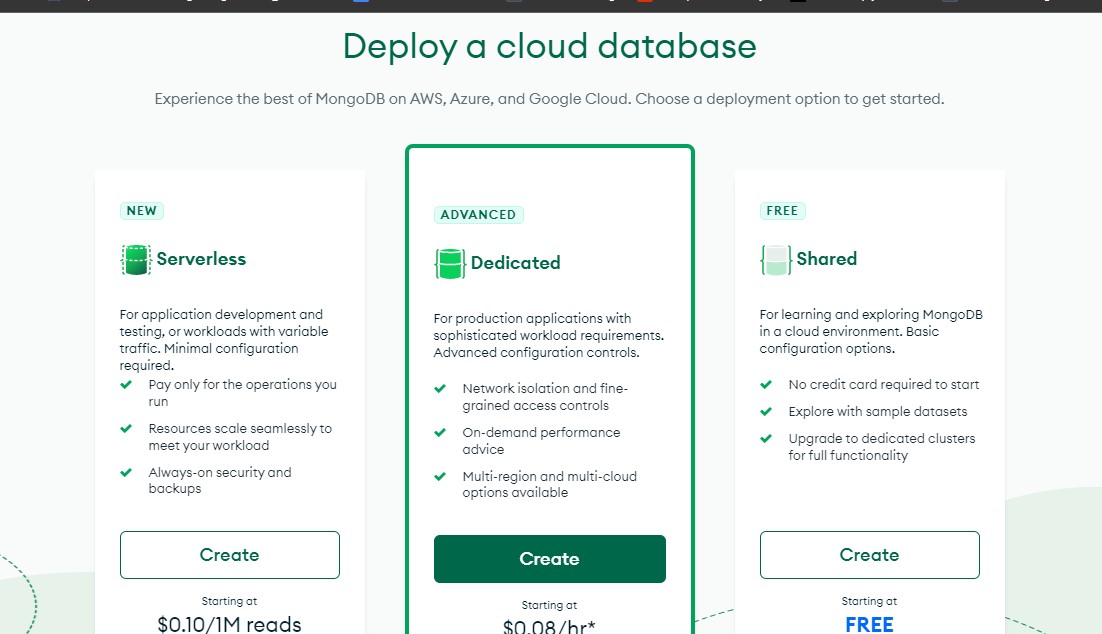 Deploy a cloud database
Experience the best of MongoDB on AWS, Azure, and Google Cloud. Choose a deployment option to get started.
NEW
Serverless
For application development and
testing, or workloads with variable
traffic. Minimal configuration
required.
Pay only for the operations you
run
Resources scale seamlessly to
meet your workload
Always-on security and
backups
Create
Starting at
$0.10/1M reads
ADVANCED
Dedicated
For production applications with
sophisticated workload requirements.
Advanced configuration controls.
Network isolation and fine-
grained access controls
On-demand performance
advice
Multi-region and multi-cloud
options available
Create
Starting at
$0.08/hr*
FREE
Shared
For learning and exploring MongoDB
in a cloud environment. Basic
configuration options.
No credit card required to start
Explore with sample datasets
Upgrade to dedicated clusters
for full functionality
Create
Starting at
FREE